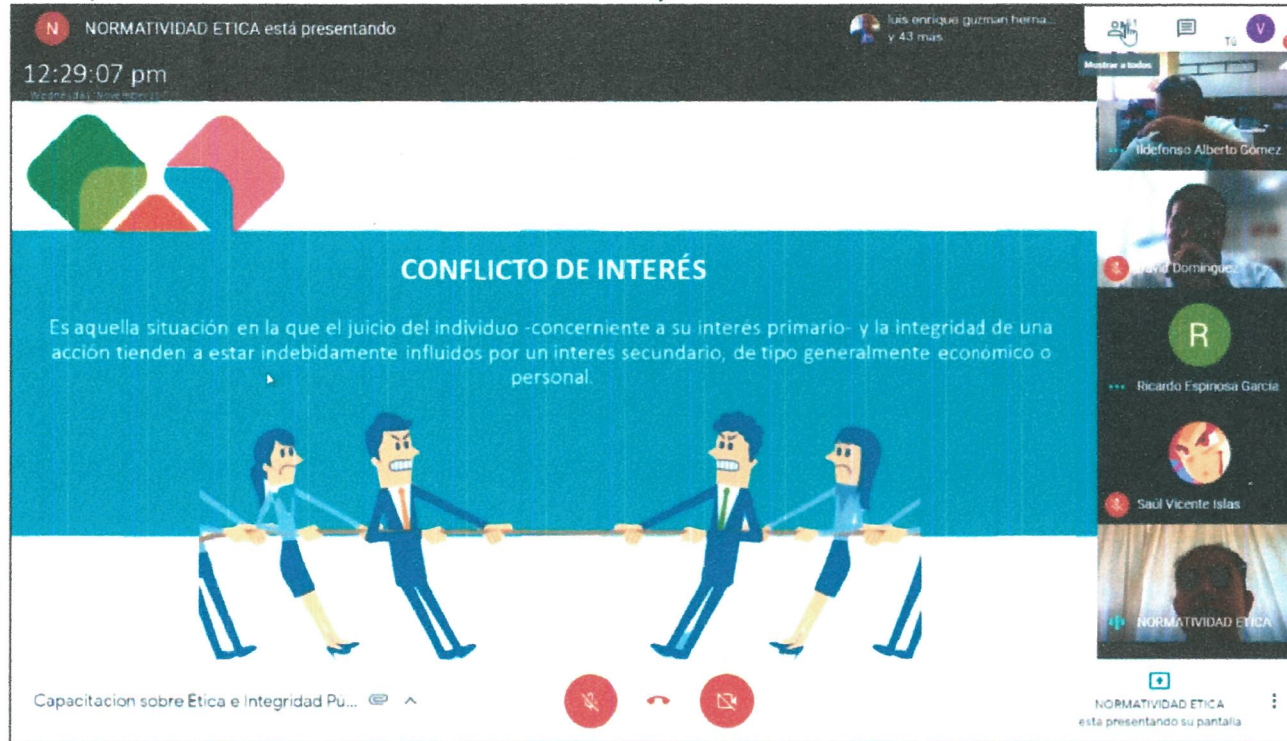 N NORMATIVIDAD ETICA está presentando
luis enrique guzman herna...
y 43 más
Tú
V
12:29:07 pm
Mostrar a todos
Ildefonso Alberto Gómez
CONFLICTO DE INTERÉS
Es aquella situación en la que el juicio del individuo -concerniente a su interés primario- y la integridad de una
acción tienden a estar indebidamente influidos por un interés secundario, de tipo generalmente económico o
personal.
David Dominguez
R
Ricardo Espinosa García
Saúl Vicente Islas
NORMATIVIDAD ETICA
Capacitacion sobre Ética e Integridad Pú...
NORMATIVIDAD ETICA
está presentando su pantalla